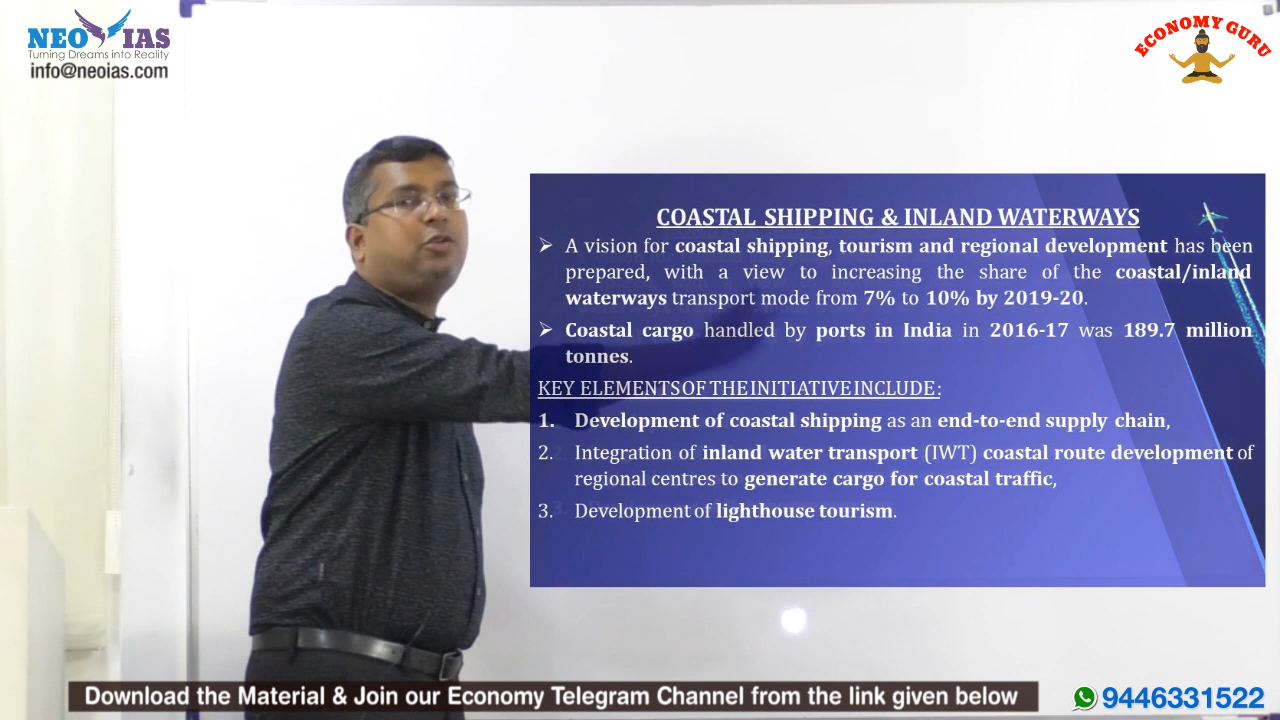 NEO IAS
Turning Dreams into Reality
info@neoias.com
ECONOMY GURU
COASTAL SHIPPING & INLAND WATERWAYS
➢ A vision for coastal shipping, tourism and regional development has been
prepared, with a view to increasing the share of the coastal/inland
waterways transport mode from 7% to 10% by 2019-20.
➢ Coastal cargo handled by ports in India in 2016-17 was 189.7 million
tonnes.
KEY ELEMENTS OF THE INITIATIVE INCLUDE:
1. Development of coastal shipping as an end-to-end supply chain,
2. Integration of inland water transport (IWT) coastal route development of
regional centres to generate cargo for coastal traffic,
3. Development of lighthouse tourism.
Download the Material & Join our Economy Telegram Channel from the link given below
9446331522